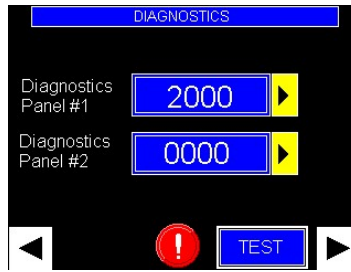 DIAGNOSTICS
Diagnostics
Panel #1
2000
Diagnostics
Panel #2
0000
!
TEST